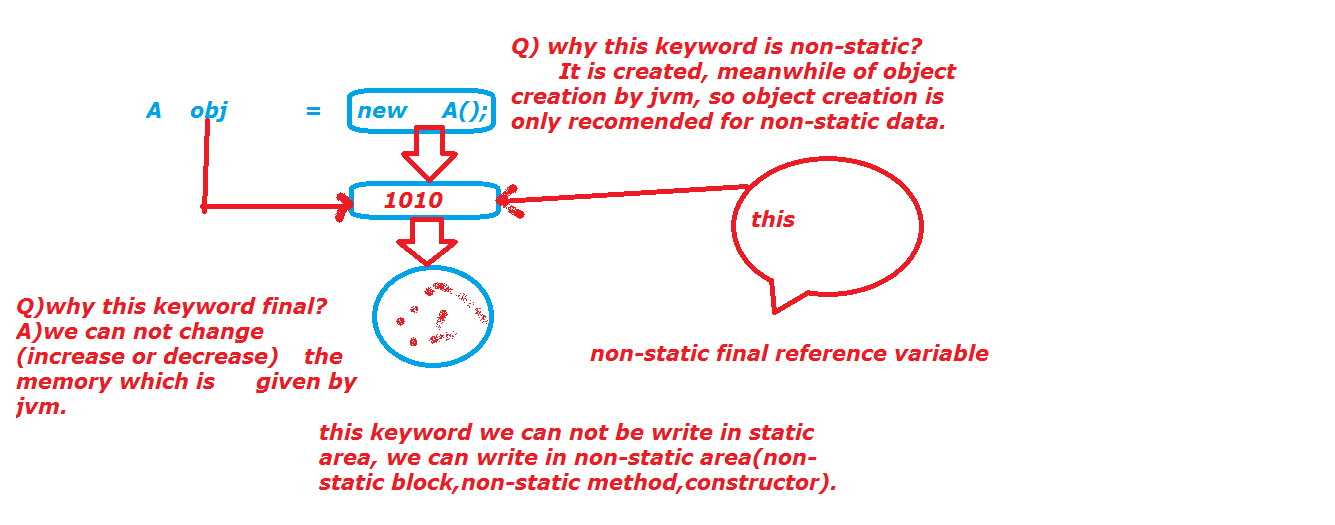 Q) why this keyword is non-static?
It is created, meanwhile of object
creation by jvm, so object creation is
only recomended for non-static data.
A obj = new A();
1010
this
Q)why this keyword final?
A)we can not change
(increase or decrease) the
memory which is given by
jvm.
non-static final reference variable
this keyword we can not be write in static
area, we can write in non-static area(non-
static block,non-static method,constructor).